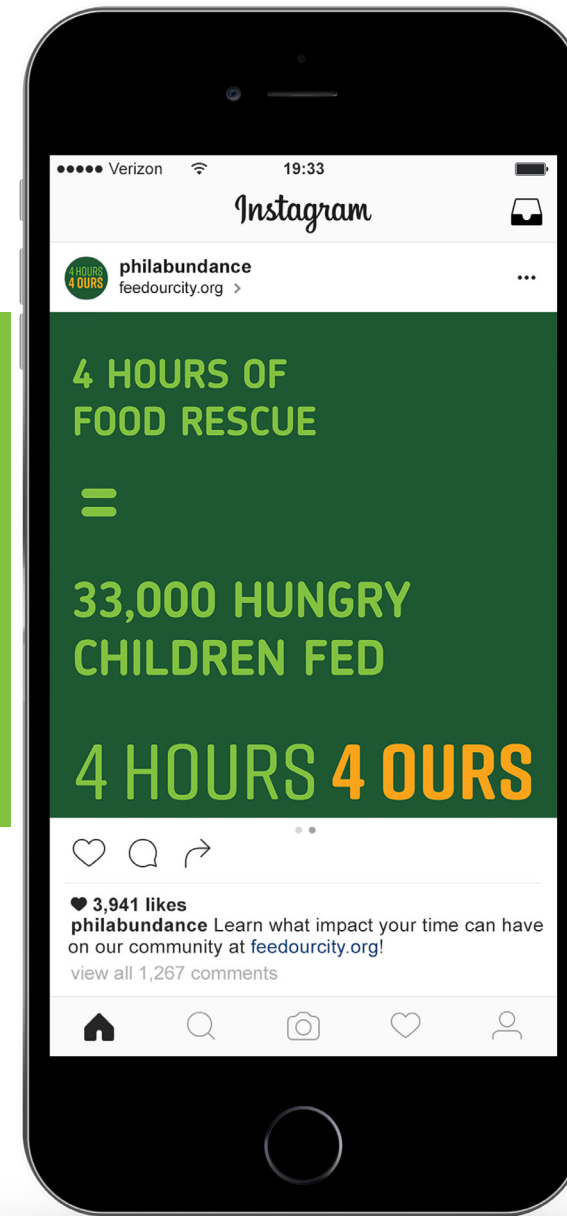 Verizon 19:33
Instagram
4 HOURS
4 OURS
philabundance
feedourcity.org >
4 HOURS OF
FOOD RESCUE
=
33,000 HUNGRY
CHILDREN FED
4 HOURS 4 OURS
3,941 likes
philabundance Learn what impact your time can have
on our community at feedourcity.org!
view all 1,267 comments